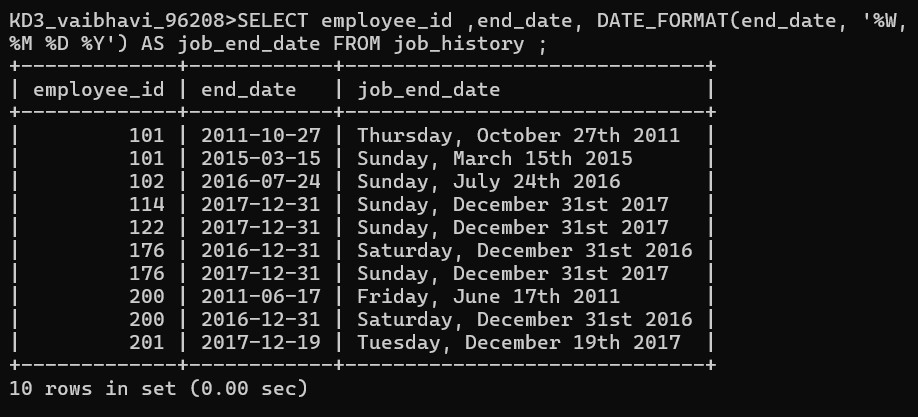 KD3_vaibhavi_96208>SELECT employee_id ,end_date, DATE_FORMAT(end_date, '%W,
%M %D %Y') AS job_end_date FROM job_history ;
+-------------+------------+------------------------------+
| employee_id | end_date   | job_end_date                 |
+-------------+------------+------------------------------+
|         101 | 2011-10-27 | Thursday, October 27th 2011  |
|         101 | 2015-03-15 | Sunday, March 15th 2015      |
|         102 | 2016-07-24 | Sunday, July 24th 2016       |
|         114 | 2017-12-31 | Sunday, December 31st 2017   |
|         122 | 2017-12-31 | Sunday, December 31st 2017   |
|         176 | 2016-12-31 | Saturday, December 31st 2016 |
|         176 | 2017-12-31 | Sunday, December 31st 2017   |
|         200 | 2011-06-17 | Friday, June 17th 2011       |
|         200 | 2016-12-31 | Saturday, December 31st 2016 |
|         201 | 2017-12-19 | Tuesday, December 19th 2017  |
+-------------+------------+------------------------------+
10 rows in set (0.00 sec)